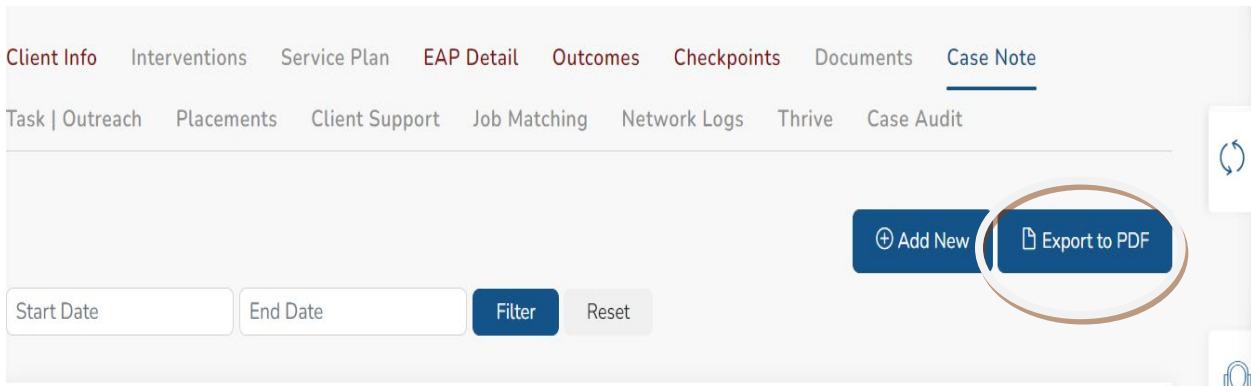 Client Info Interventions Service Plan EAP Detail Outcomes Checkpoints Documents Case Note
Task | Outreach Placements Client Support Job Matching Network Logs Thrive Case Audit
Add New Export to PDF
Start Date End Date Filter Reset